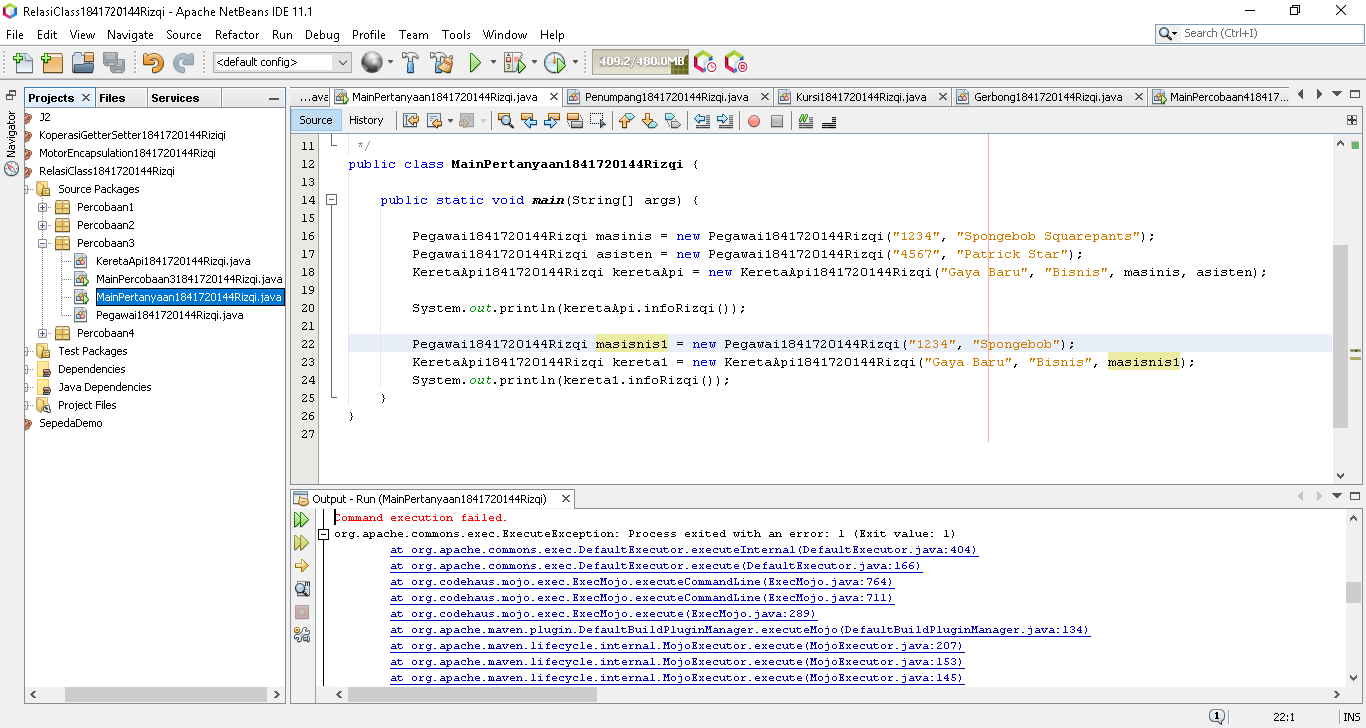 RelasiClass1841720144Rizqi - Apache NetBeans IDE 11.1
File Edit View Navigate Source Refactor Run Debug Profile Team Tools Window Help
Search (Ctrl+I)
<default config>
409.2/480.0MB
Projects Files Services
Navigator
J2
KoperasiGetterSetter1841720144Riziqi
MotorEncapsulation1841720144Rizqi
RelasiClass1841720144Rizqi
Source Packages
Percobaan1
Percobaan2
Percobaan3
KeretaApi1841720144Rizqi.java
MainPercobaan31841720144Rizqi.java
MainPertanyaan1841720144Rizqi.java
Pegawai1841720144Rizqi.java
Percobaan4
Test Packages
Dependencies
Java Dependencies
Project Files
SepedaDemo
...ava MainPertanyaan1841720144Rizqi.java Penumpang1841720144Rizqi.java Kursi1841720144Rizqi.java Gerbong1841720144Rizqi.java MainPercobaan418417...
Source History
11 */
12 public class MainPertanyaan1841720144Rizqi {
13
14 public static void main(String[] args) {
15
16 Pegawai1841720144Rizqi masinis = new Pegawai1841720144Rizqi("1234", "Spongebob Squarepants");
17 Pegawai1841720144Rizqi asisten = new Pegawai1841720144Rizqi("4567", "Patrick Star");
18 KeretaApi1841720144Rizqi keretaApi = new KeretaApi1841720144Rizqi("Gaya Baru", "Bisnis", masinis, asisten);
19
20 System.out.println(keretaApi.infoRizqi());
21
22 Pegawai1841720144Rizqi masisnis1 = new Pegawai1841720144Rizqi("1234", "Spongebob");
23 KeretaApi1841720144Rizqi kereta1 = new KeretaApi1841720144Rizqi("Gaya Baru", "Bisnis", masisnis1);
24 System.out.println(kereta1.infoRizqi());
25 }
26 }
27
Output - Run (MainPertanyaan1841720144Rizqi)
Command execution failed.
org.apache.commons.exec.ExecuteException: Process exited with an error: 1 (Exit value: 1)
at org.apache.commons.exec.DefaultExecutor.executeInternal(DefaultExecutor.java:404)
at org.apache.commons.exec.DefaultExecutor.execute(DefaultExecutor.java:166)
at org.codehaus.mojo.exec.ExecMojo.executeCommandLine(ExecMojo.java:764)
at org.codehaus.mojo.exec.ExecMojo.executeCommandLine(ExecMojo.java:711)
at org.codehaus.mojo.exec.ExecMojo.execute(ExecMojo.java:289)
at org.apache.maven.plugin.DefaultBuildPluginManager.executeMojo(DefaultBuildPluginManager.java:134)
at org.apache.maven.lifecycle.internal.MojoExecutor.execute(MojoExecutor.java:207)
at org.apache.maven.lifecycle.internal.MojoExecutor.execute(MojoExecutor.java:153)
at org.apache.maven.lifecycle.internal.MojoExecutor.execute(MojoExecutor.java:145)
1 22:1 INS